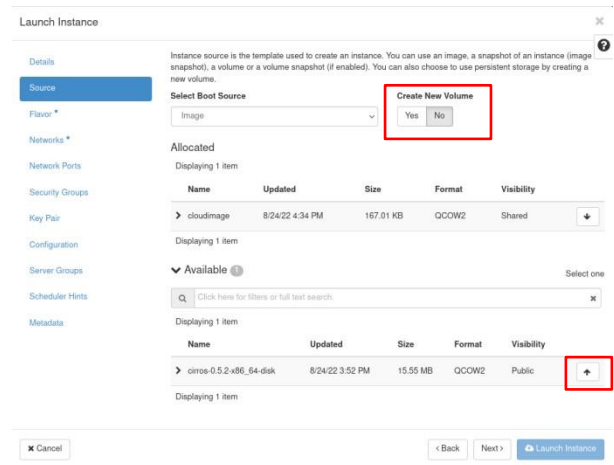 Launch Instance
Details
Source
Flavor *
Networks *
Network Ports
Security Groups
Key Pair
Configuration
Server Groups
Scheduler Hints
Metadata
Instance source is the template used to create an instance. You can use an image, a snapshot of an instance (image
snapshot), a volume or a volume snapshot (if enabled). You can also choose to use persistent storage by creating a
new volume.
Select Boot Source Create New Volume
Image Yes No
Allocated
Displaying 1 item
Name Updated Size Format Visibility
cloudimage 8/24/22 4:34 PM 167.01 KB QCOW2 Shared
Displaying 1 item
Available 1 Select one
Click here for filters or full text search.
Displaying 1 item
Name Updated Size Format Visibility
cirros-0.5.2-x86_64-disk 8/24/22 3:52 PM 15.55 MB QCOW2 Public
Displaying 1 item
Cancel < Back Next > Launch Instance